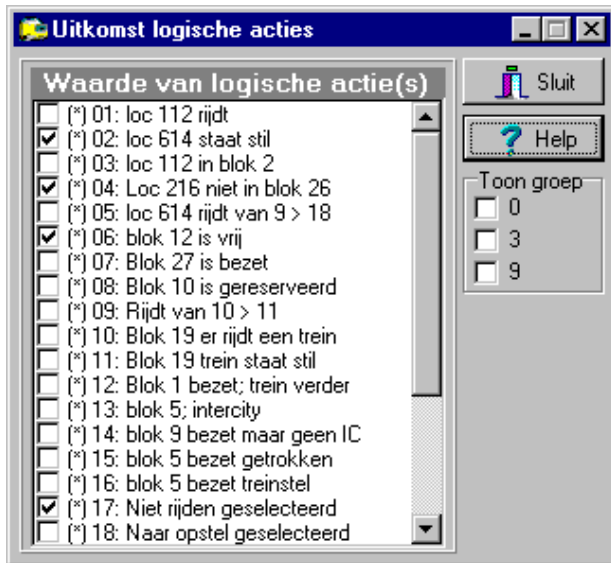 Uitkomst logische acties
Waarde van logische actie(s)
(*) 01: loc 112 rijdt
(*) 02: loc 614 staat stil
(*) 03: loc 112 in blok 2
(*) 04: Loc 216 niet in blok 26
(*) 05: loc 614 rijdt van 9 > 18
(*) 06: blok 12 is vrij
(*) 07: Blok 27 is bezet
(*) 08: Blok 10 is gereserveerd
(*) 09: Rijdt van 10 > 11
(*) 10: Blok 19 er rijdt een trein
(*) 11: Blok 19 trein staat stil
(*) 12: Blok 1 bezet; trein verder
(*) 13: blok 5; intercity
(*) 14: blok 9 bezet maar geen IC
(*) 15: blok 5 bezet getrokken
(*) 16: blok 5 bezet treinstel
(*) 17: Niet rijden geselecteerd
(*) 18: Naar opstel geselecteerd
Sluit
Help
Toon groep
0
3
9